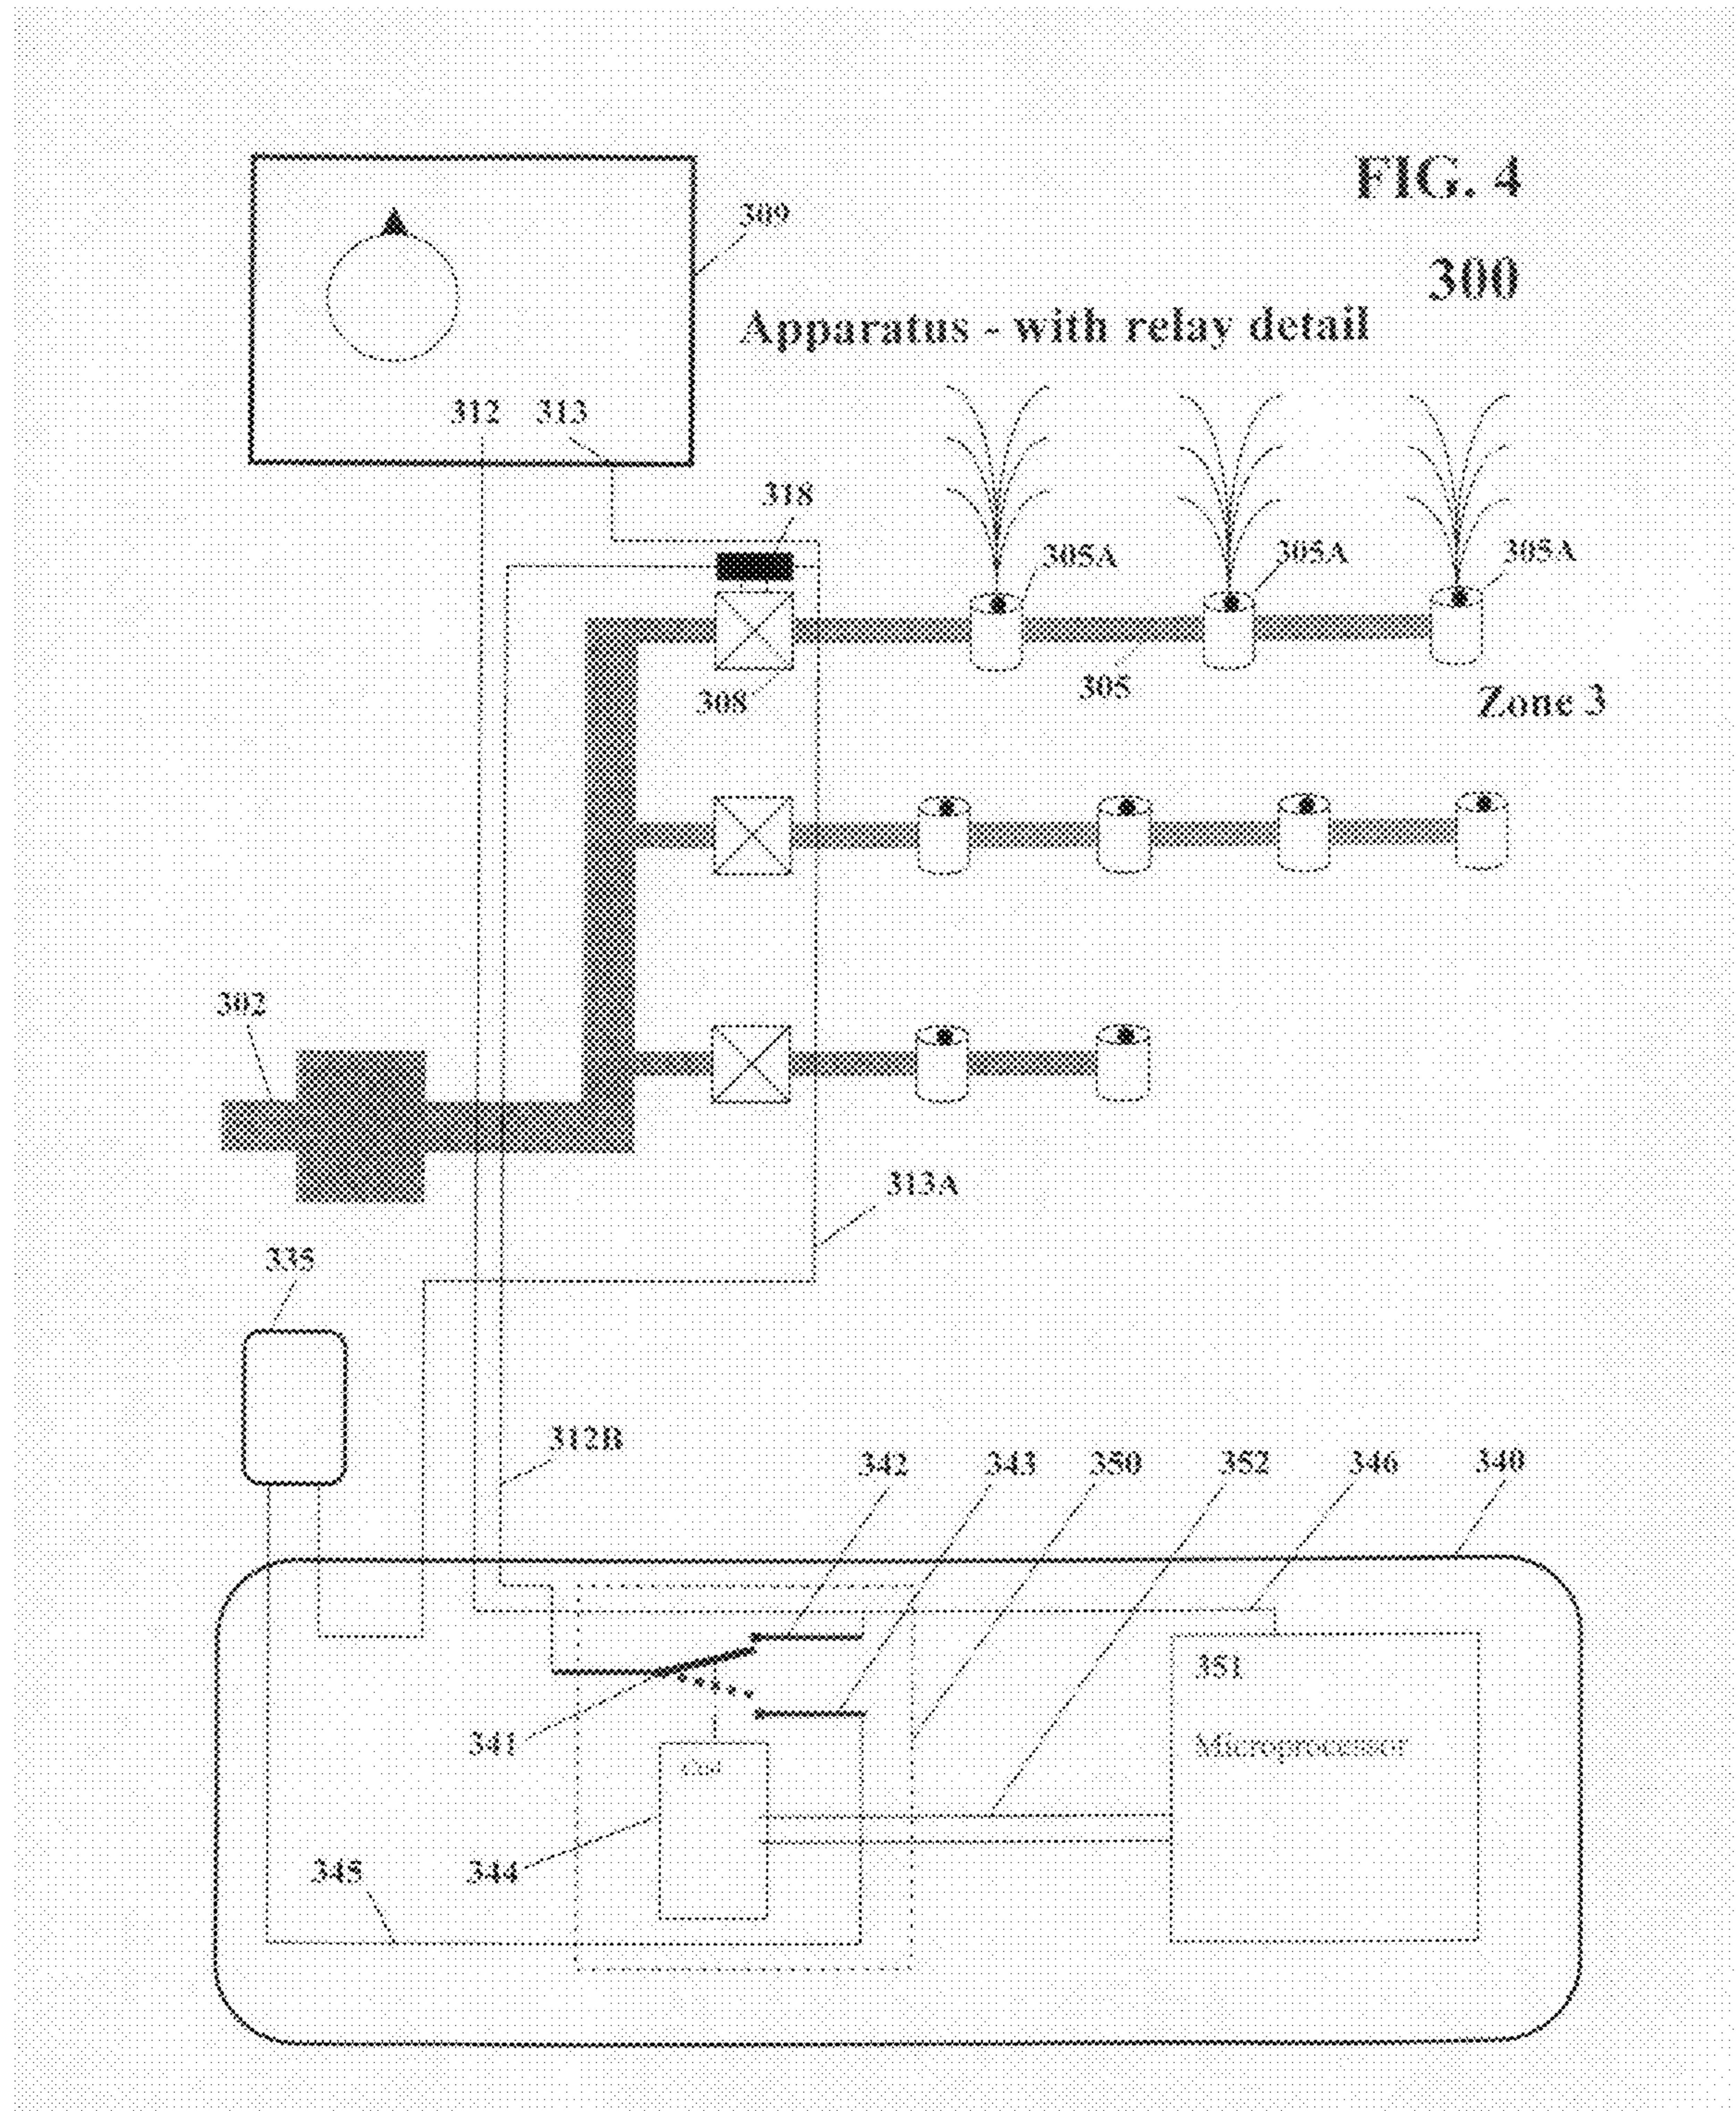 FIG. 4
300
309
Apparatus - with relay detail
312 313
318
305A 305A 305A
308 305
Zone 3
302
313A
335
312B 342 343 350 352 346 340
351
341 Microprocessor
Coil
345 344